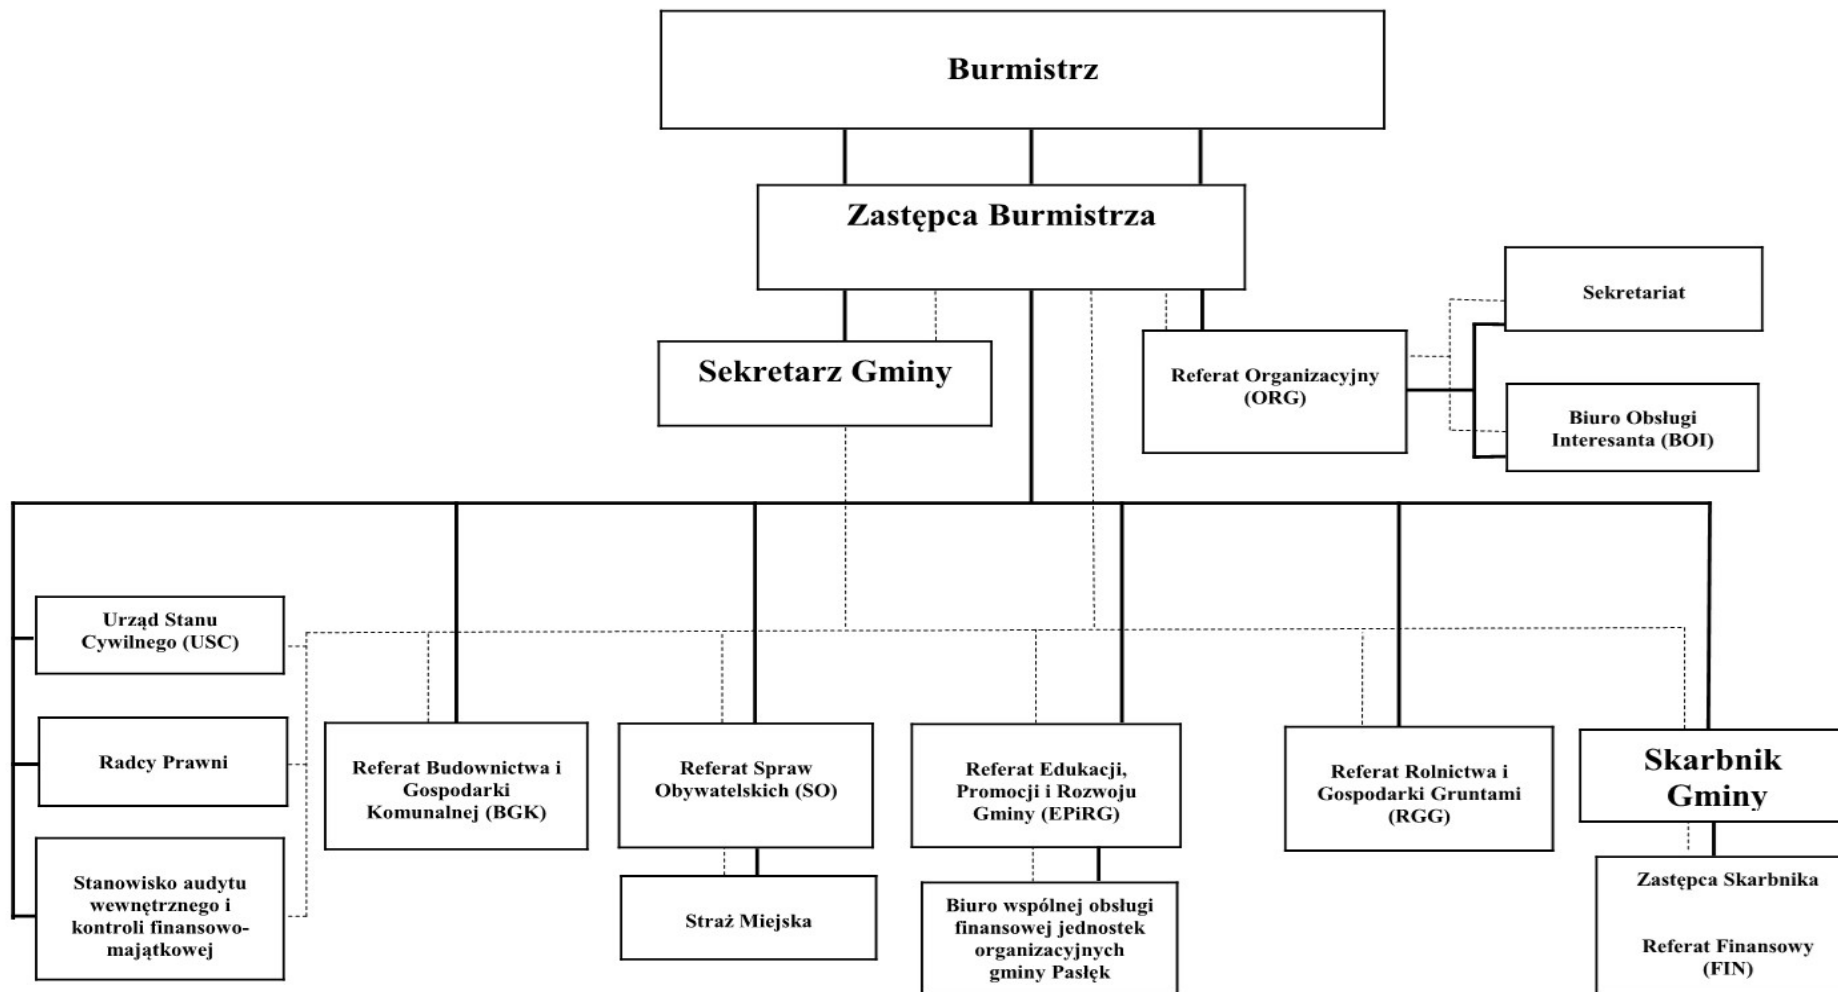 Burmistrz
Zastępca Burmistrza
Sekretariat
Sekretarz Gminy
Referat Organizacyjny
(ORG)
Biuro Obsługi
Interesanta (BOI)
Urząd Stanu
Cywilnego (USC)
Radcy Prawni
Stanowisko audytu
wewnętrznego i
kontroli finansowo-
majątkowej
Referat Budownictwa i
Gospodarki
Komunalnej (BGK)
Referat Spraw
Obywatelskich (SO)
Straż Miejska
Referat Edukacji,
Promocji i Rozwoju
Gminy (EPiRG)
Biuro wspólnej obsługi
finansowej jednostek
organizacyjnych
gminy Pasłęk
Referat Rolnictwa i
Gospodarki Gruntami
(RGG)
Skarbnik
Gminy
Zastępca Skarbnika
Referat Finansowy
(FIN)